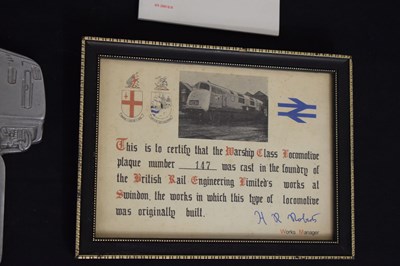 This is to certify that the Warship Class Locomotive
plaque number 147 was cast in the foundry
of the British Rail Engineering Limited's works at
Swindon, the works in which this type of locomotive
was originally built.
Works Manager